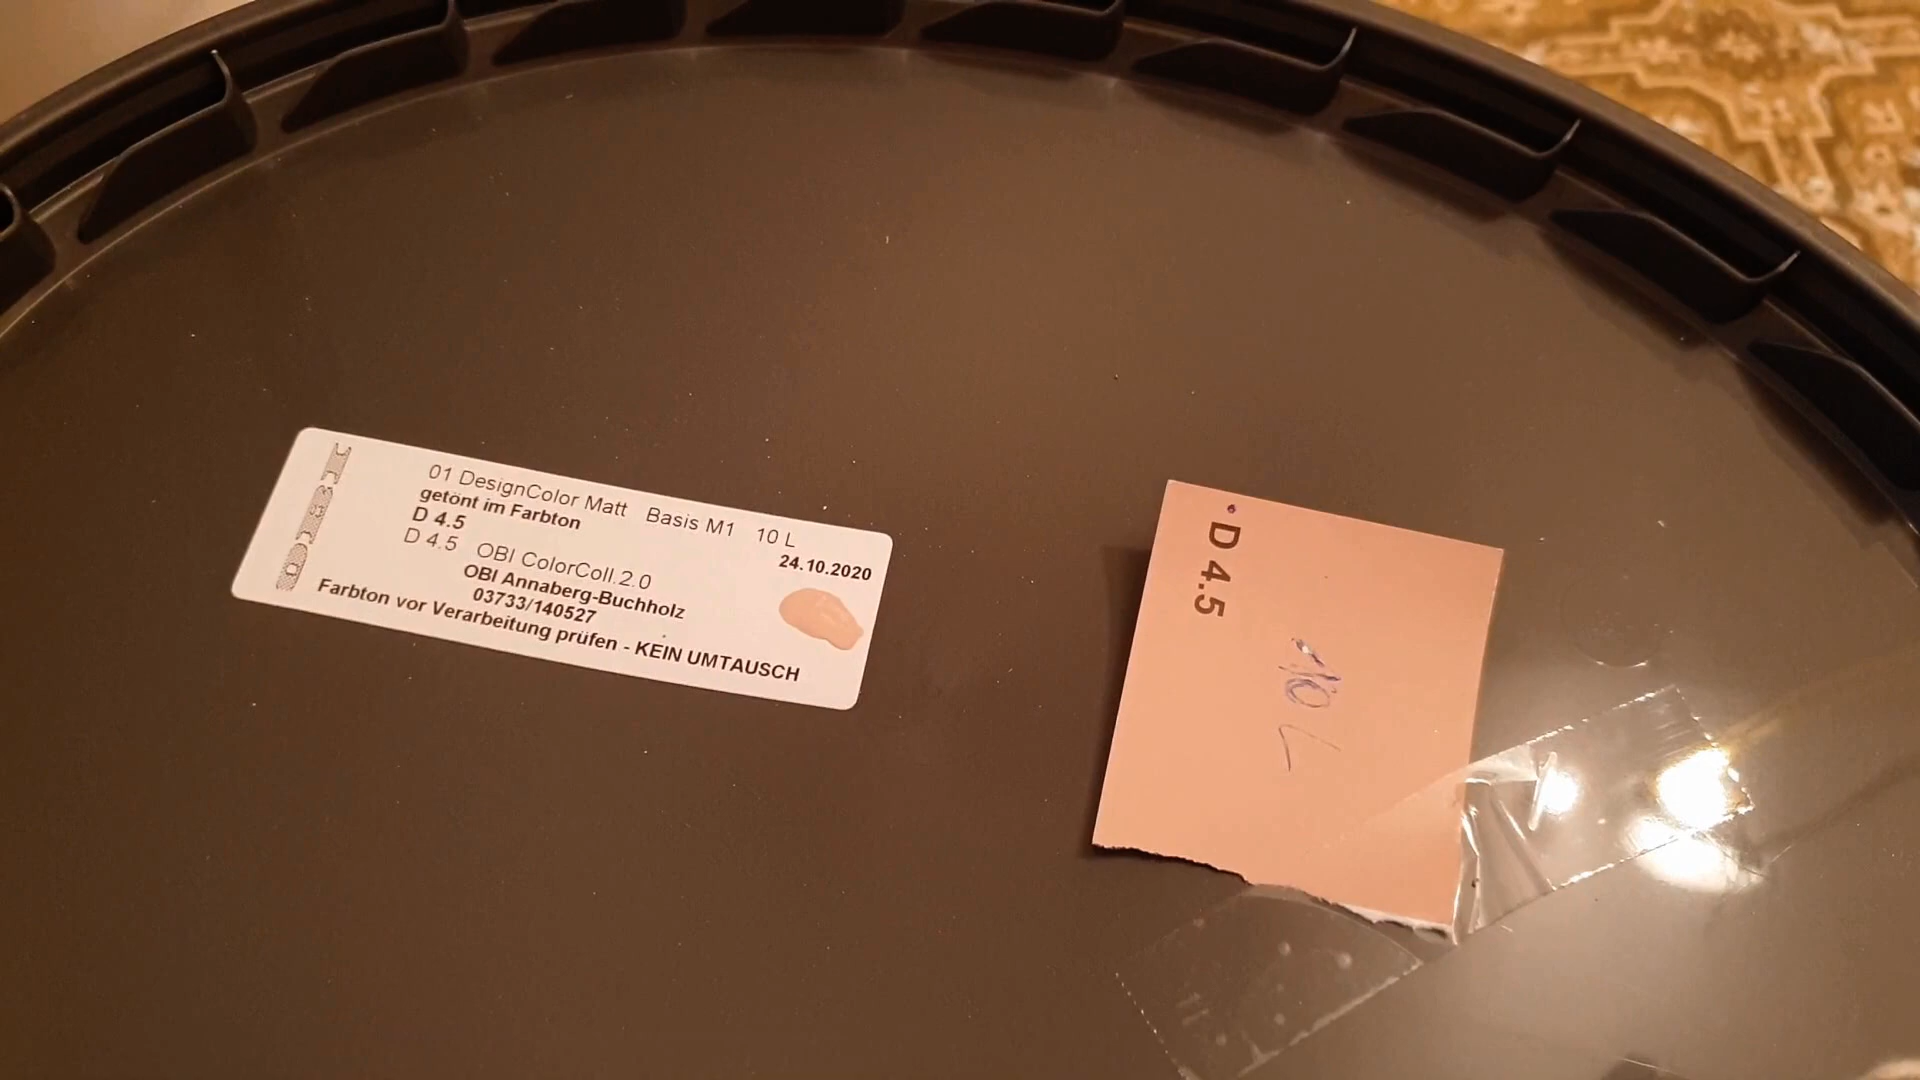 01 DesignColor Matt Basis M1 10 L
getönt im Farbton
D 4.5
24.10.2020
D 4.5 OBI ColorColl.2.0
OBI Annaberg-Buchholz
03733/140527
Farbton vor Verarbeitung prüfen - KEIN UMTAUSCH
D 4.5
10 L